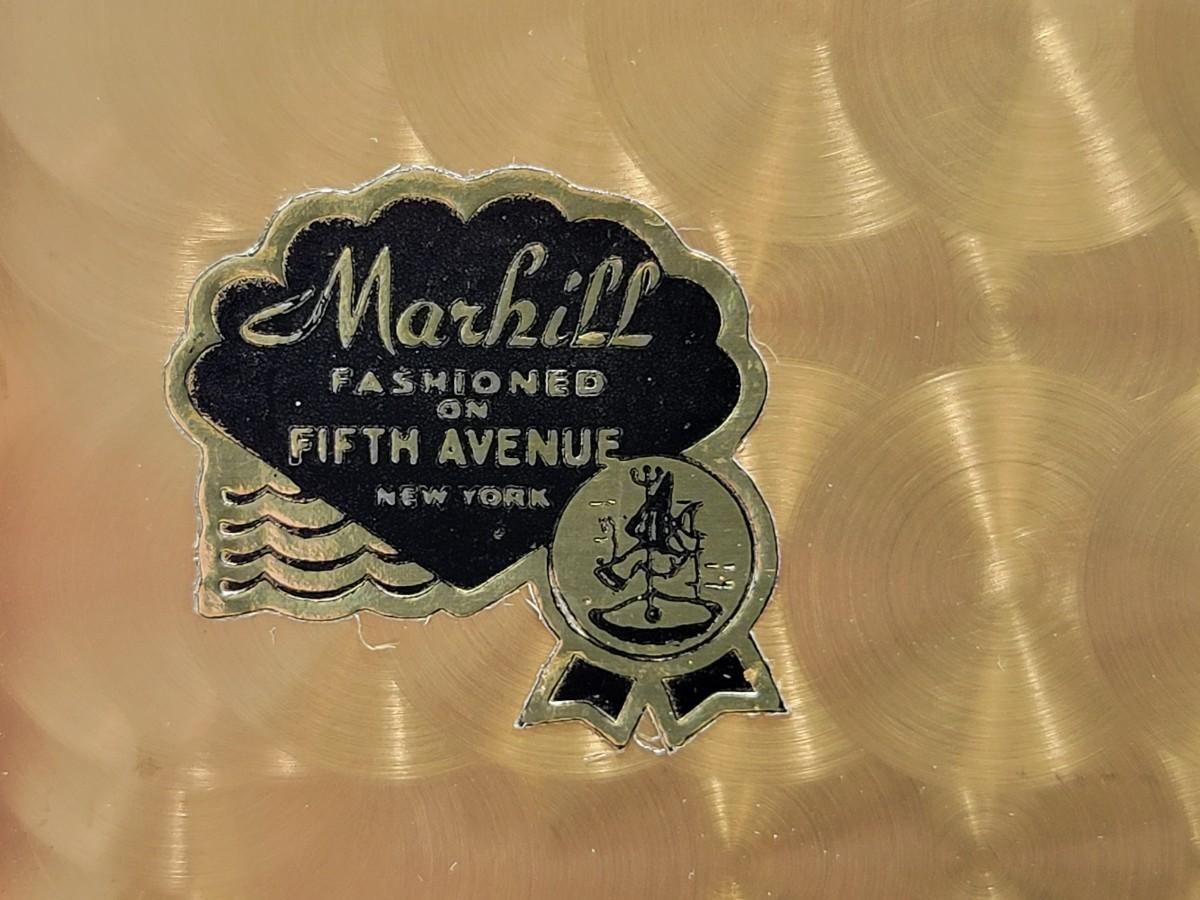 Marhill
FASHIONED
ON
FIFTH AVENUE
NEW YORK